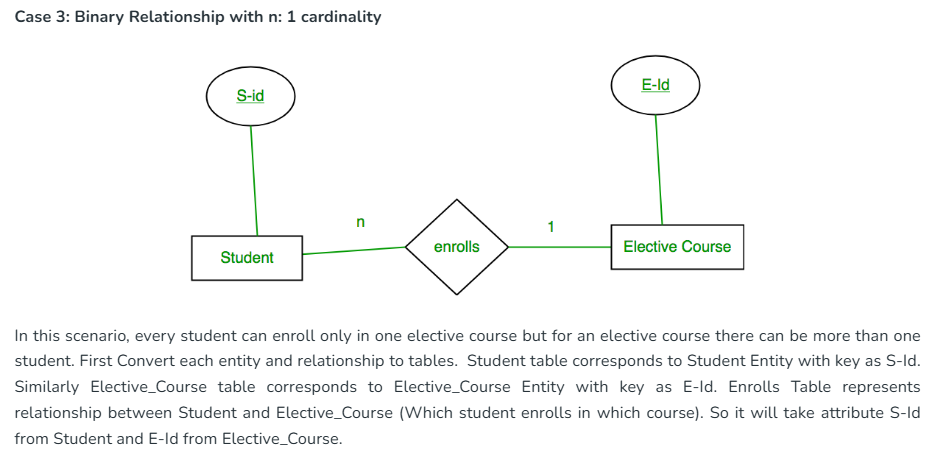 Case 3: Binary Relationship with n: 1 cardinality
S-id
E-Id
n
1
Student
enrolls
Elective Course
In this scenario, every student can enroll only in one elective course but for an elective course there can be more than one
student. First Convert each entity and relationship to tables.  Student table corresponds to Student Entity with key as S-Id.
Similarly Elective_Course table corresponds to Elective_Course Entity with key as E-Id. Enrolls Table represents
relationship between Student and Elective_Course (Which student enrolls in which course). So it will take attribute S-Id
from Student and E-Id from Elective_Course.